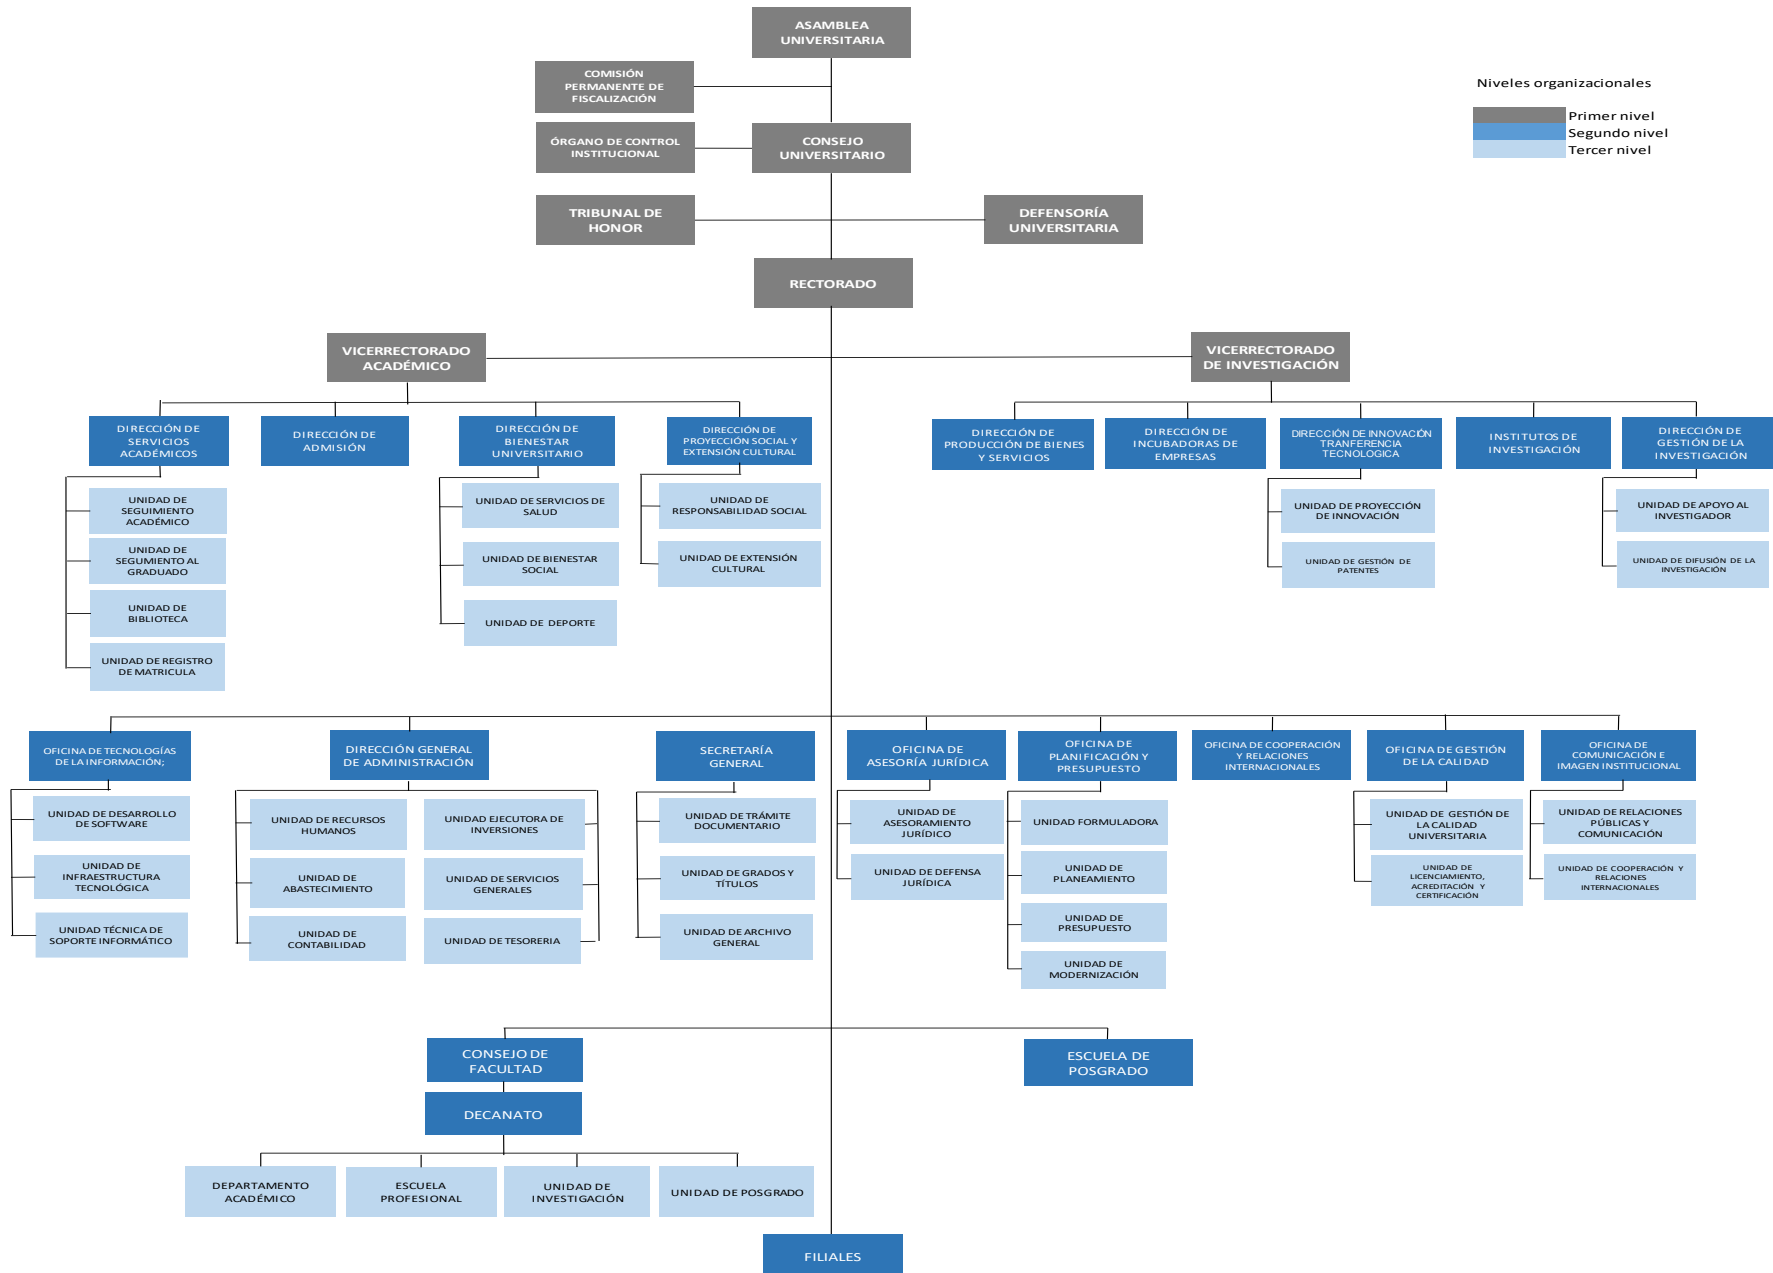 ASAMBLEA
UNIVERSITARIA
COMISIÓN
PERMANENTE DE
FISCALIZACIÓN
Niveles organizacionales
Primer nivel
Segundo nivel
Tercer nivel
ÓRGANO DE CONTROL
INSTITUCIONAL
CONSEJO
UNIVERSITARIO
TRIBUNAL DE
HONOR
DEFENSORÍA
UNIVERSITARIA
RECTORADO
VICERRECTORADO
ACADÉMICO
VICERRECTORADO
DE INVESTIGACIÓN
DIRECCIÓN DE
SERVICIOS
ACADÉMICOS
DIRECCIÓN DE
ADMISIÓN
DIRECCIÓN DE
BIENESTAR
UNIVERSITARIO
DIRECCIÓN DE
PROYECCIÓN SOCIAL Y
EXTENSIÓN CULTURAL
DIRECCIÓN DE
PRODUCCIÓN DE BIENES
Y SERVICIOS
DIRECCIÓN DE
INCUBADORAS DE
EMPRESAS
DIRECCIÓN DE INNOVACIÓN
TRANFERENCIA
TECNOLOGICA
INSTITUTOS DE
INVESTIGACIÓN
DIRECCIÓN DE
GESTIÓN DE LA
INVESTIGACIÓN
UNIDAD DE
SEGUIMIENTO
ACADÉMICO
UNIDAD DE
SEGUMIENTO AL
GRADUADO
UNIDAD DE
BIBLIOTECA
UNIDAD DE REGISTRO
DE MATRICULA
UNIDAD DE SERVICIOS DE
SALUD
UNIDAD DE BIENESTAR
SOCIAL
UNIDAD DE DEPORTE
UNIDAD DE
RESPONSABILIDAD SOCIAL
UNIDAD DE EXTENSIÓN
CULTURAL
UNIDAD DE PROYECCIÓN
DE INNOVACIÓN
UNIDAD DE GESTIÓN DE
PATENTES
UNIDAD DE APOYO AL
INVESTIGADOR
UNIDAD DE DIFUSIÓN DE LA
INVESTIGACIÓN
OFICINA DE TECNOLOGÍAS
DE LA INFORMACIÓN;
DIRECCIÓN GENERAL
DE ADMINISTRACIÓN
SECRETARÍA
GENERAL
OFICINA DE
ASESORÍA JURÍDICA
OFICINA DE
PLANIFICACIÓN Y
PRESUPUESTO
OFICINA DE COOPERACIÓN
Y RELACIONES
INTERNACIONALES
OFICINA DE GESTIÓN
DE LA CALIDAD
OFICINA DE
COMUNICACIÓN E
IMAGEN INSTITUCIONAL
UNIDAD DE DESARROLLO
DE SOFTWARE
UNIDAD DE
INFRAESTRUCTURA
TECNOLÓGICA
UNIDAD TÉCNICA DE
SOPORTE INFORMÁTICO
UNIDAD DE RECURSOS
HUMANOS
UNIDAD DE
ABASTECIMIENTO
UNIDAD DE
CONTABILIDAD
UNIDAD EJECUTORA DE
INVERSIONES
UNIDAD DE SERVICIOS
GENERALES
UNIDAD DE TESORERIA
UNIDAD DE TRÁMITE
DOCUMENTARIO
UNIDAD DE GRADOS Y
TÍTULOS
UNIDAD DE ARCHIVO
GENERAL
UNIDAD DE
ASESORAMIENTO
JURÍDICO
UNIDAD DE DEFENSA
JURÍDICA
UNIDAD FORMULADORA
UNIDAD DE
PLANEAMIENTO
UNIDAD DE
PRESUPUESTO
UNIDAD DE
MODERNIZACIÓN
UNIDAD DE GESTIÓN DE
LA CALIDAD
UNIVERSITARIA
UNIDAD DE
LICENCIAMIENTO,
ACREDITACIÓN Y
CERTIFICACIÓN
UNIDAD DE RELACIONES
PÚBLICAS Y
COMUNICACIÓN
UNIDAD DE COOPERACIÓN Y
RELACIONES
INTERNACIONALES
CONSEJO DE
FACULTAD
ESCUELA DE
POSGRADO
DECANATO
DEPARTAMENTO
ACADÉMICO
ESCUELA
PROFESIONAL
UNIDAD DE
INVESTIGACIÓN
UNIDAD DE POSGRADO
FILIALES